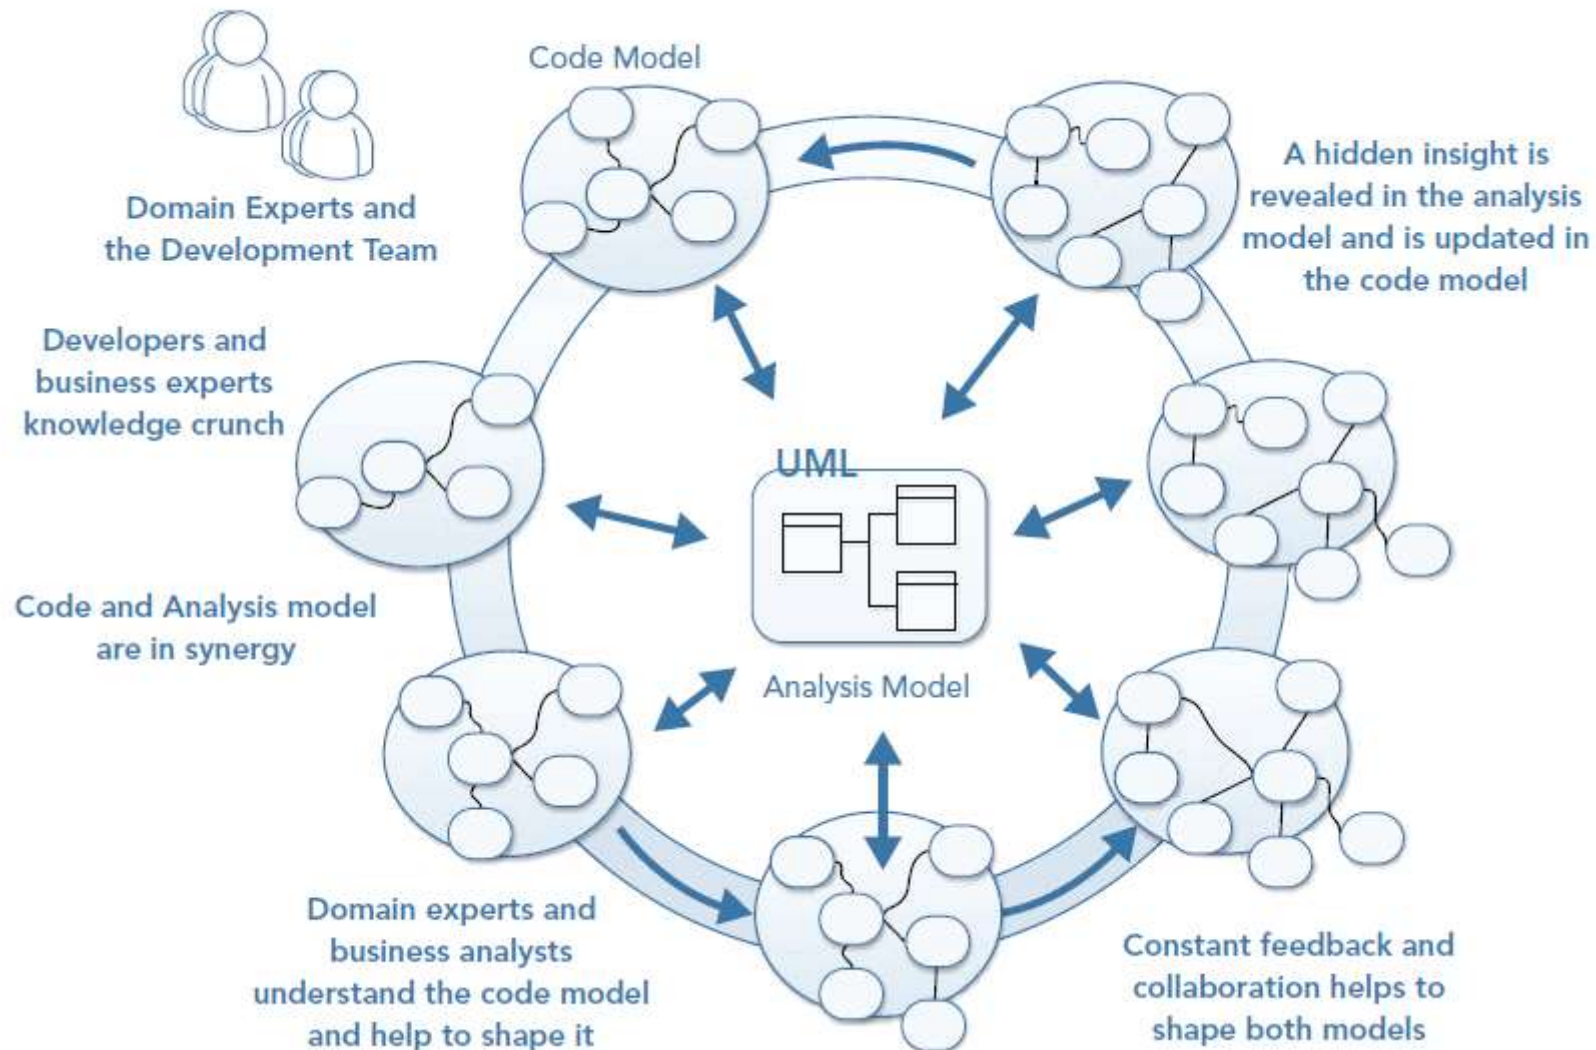 Code Model
Domain Experts and
the Development Team
A hidden insight is
revealed in the analysis
model and is updated in
the code model
Developers and
business experts
knowledge crunch
UML
Code and Analysis model
are in synergy
Analysis Model
Domain experts and
business analysts
understand the code model
and help to shape it
Constant feedback and
collaboration helps to
shape both models